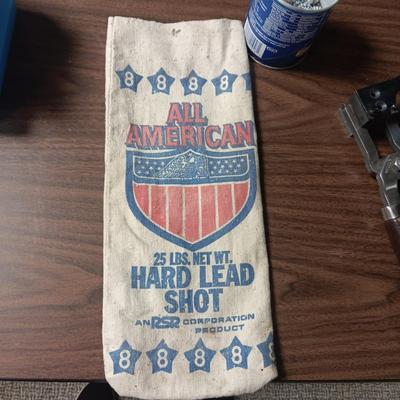 8 8 8 8 8
ALL
AMERICAN
25 LBS. NET WT.
HARD LEAD
SHOT
AN RSR CORPORATION
PRODUCT
8 8 8 8 8